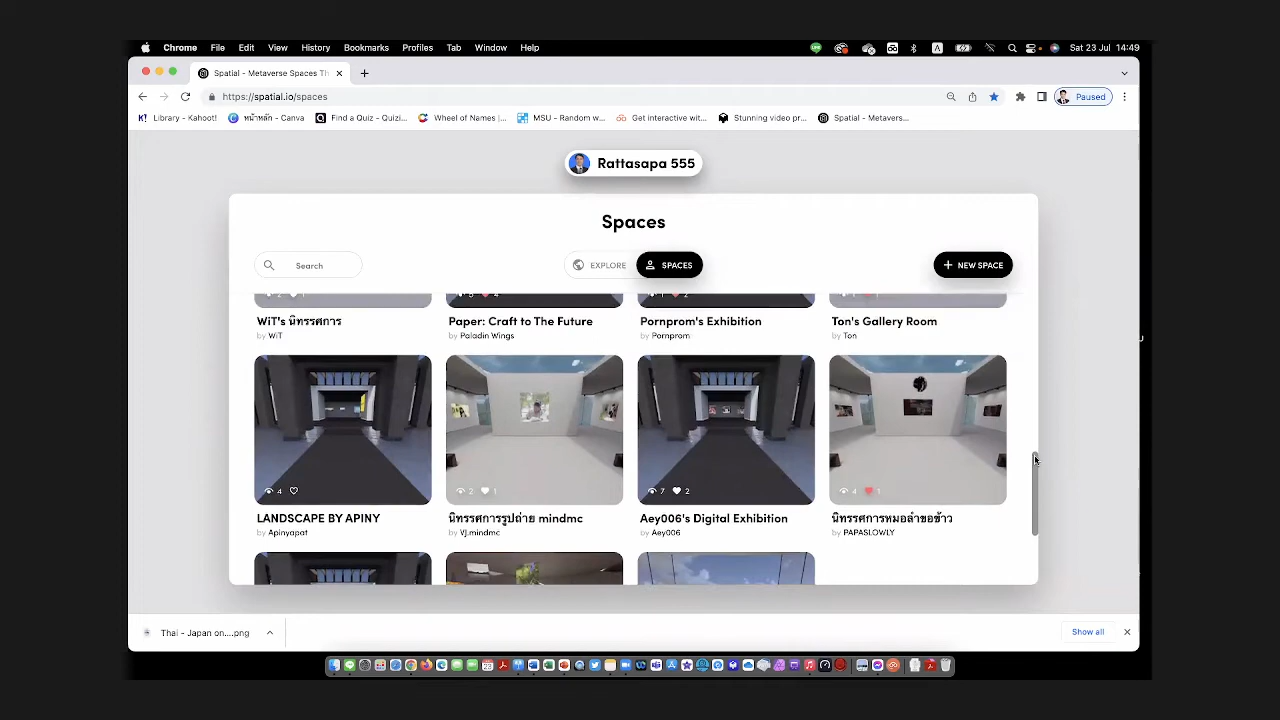 Chrome File Edit View History Bookmarks Profiles Tab Window Help Sat 23 Jul 14:49
Spatial - Metaverse Spaces Th
https://spatial.io/spaces Paused
Library - Kahoot! หน้าหลัก - Canva Find a Quiz - Quizi... Wheel of Names |... MSU - Random w... Get interactive wit... Stunning video pr... Spatial - Metavers...
Rattasapa 555
Spaces
Search EXPLORE SPACES + NEW SPACE
WiT's นิทรรศการ Paper: Craft to The Future Pornprom's Exhibition Ton's Gallery Room
by WiT by Paladin Wings by Pornprom by Ton
4 2 1 7 2 4 1
LANDSCAPE BY APINY นิทรรศการรูปถ่าย mindmc Aey006's Digital Exhibition นิทรรศการหมอลำขอข้าว
by Apinyapat by VJ.mindmc by Aey006 by PAPASLOWLY
Thai - Japan on....png Show all